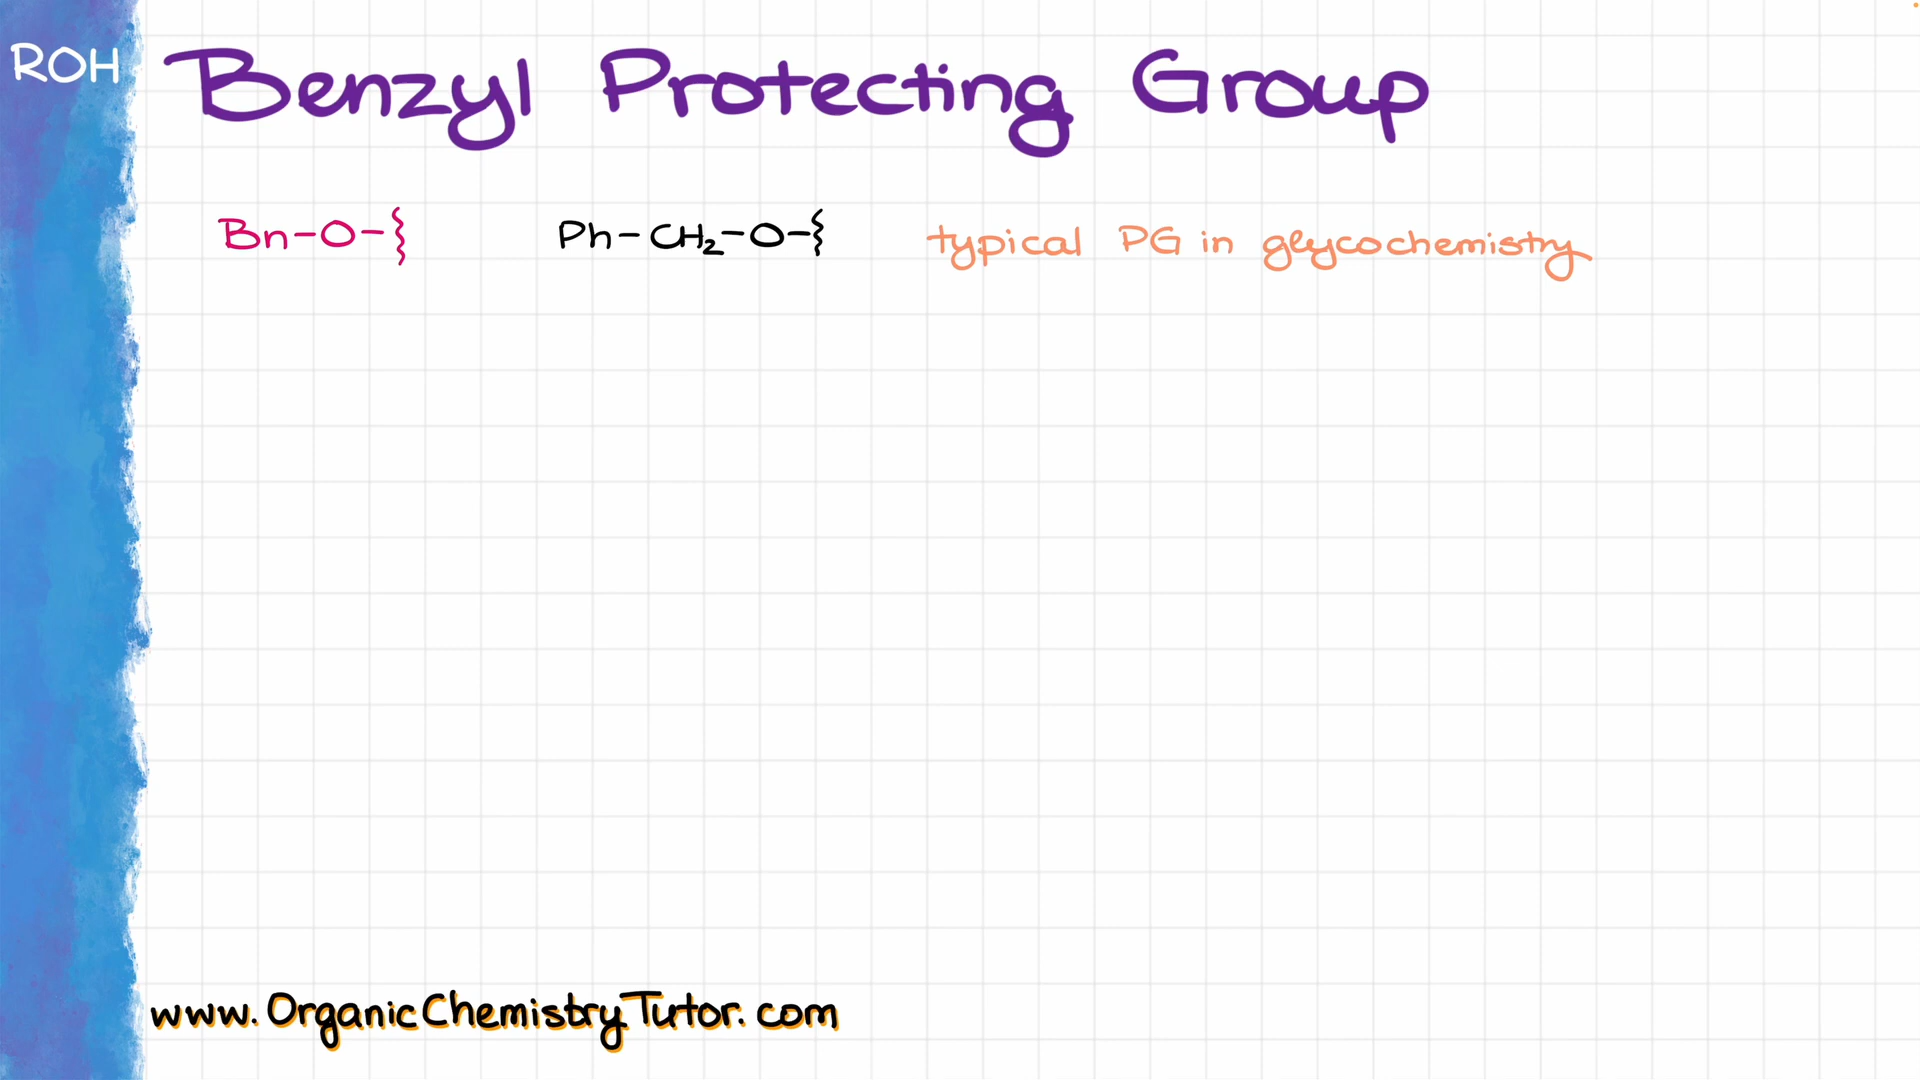 ROH
Benzyl Protecting Group
Bn-O-
Ph-CH₂-O-
typical PG in glycochemistry
www.OrganicChemistryTutor.com